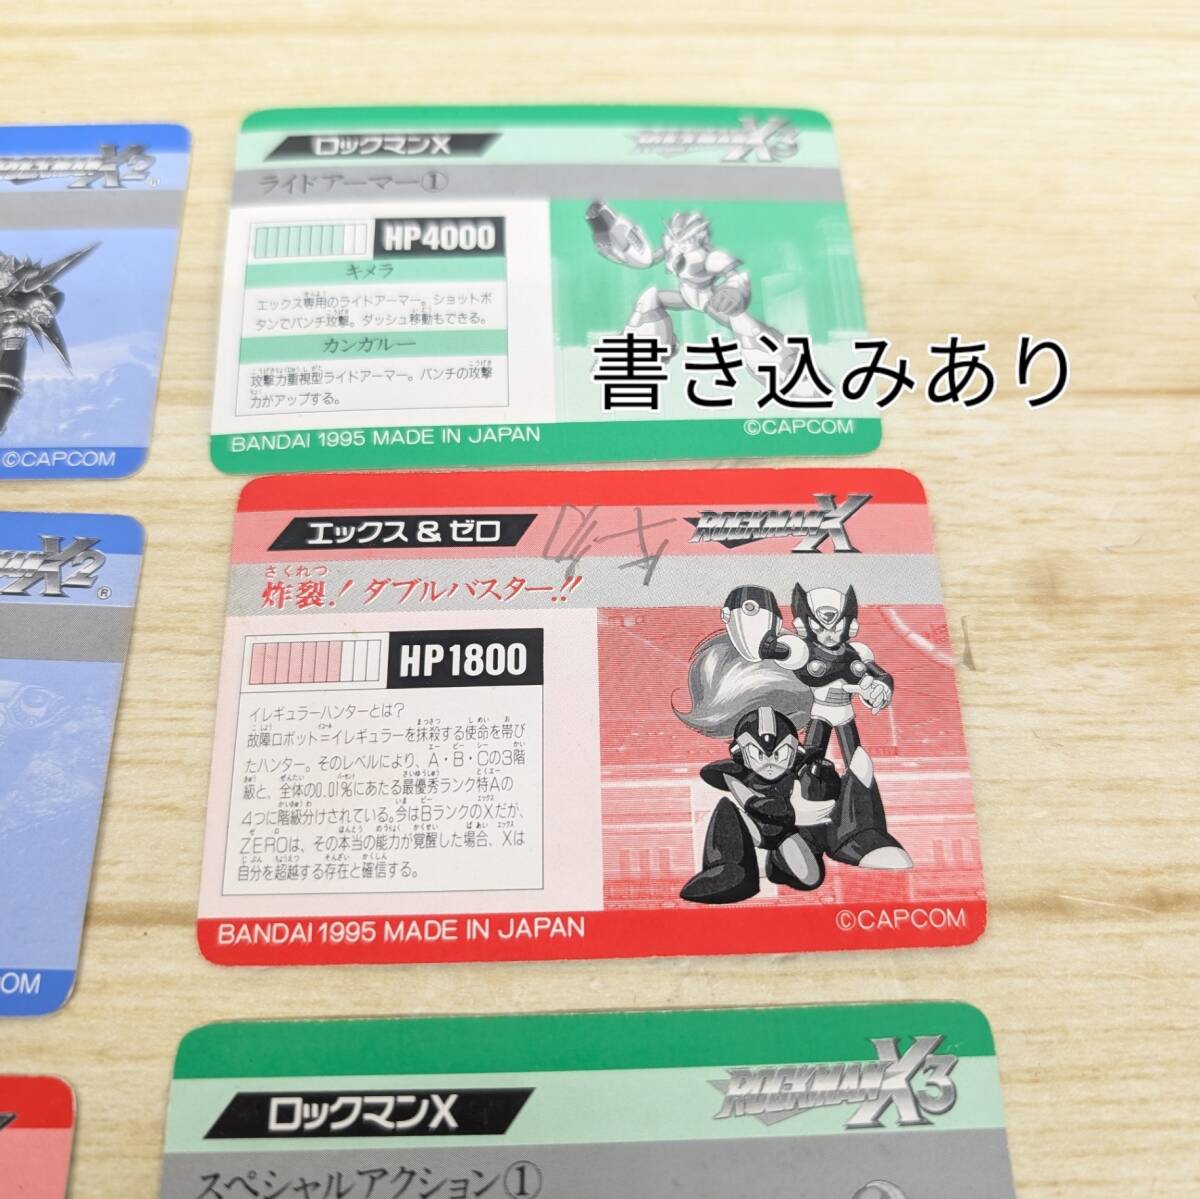 ROCKMAN X2
©CAPCOM
ロックマンX
ROCKMAN X3
ライドアーマー①
HP4000
キメラ
エックス専用のライドアーマー。ショットボ
タンでパンチ攻撃。ダッシュ移動もできる。
カンガルー
攻撃力重視型ライドアーマー。パンチの攻撃
力がアップする。
BANDAI 1995 MADE IN JAPAN
©CAPCOM
書き込みあり
X2
®
OM
エックス&ゼロ
ROCKMAN X
さくれつ
炸裂!ダブルバスター!!
HP1800
イレギュラーハンターとは?
故障ロボット=イレギュラーを抹殺する使命を帯び
たハンター。そのレベルにより、A・B・Cの3階
級と、全体の0.01%にあたる最優秀ランク特Aの
4つに階級分けされている。今はBランクのXだが、
ZEROは、その本当の能力が覚醒した場合、Xは
自分を超越する存在と確信する。
BANDAI 1995 MADE IN JAPAN
©CAPCOM
ロックマンX
ROCKMAN X3
スペシャルアクション①